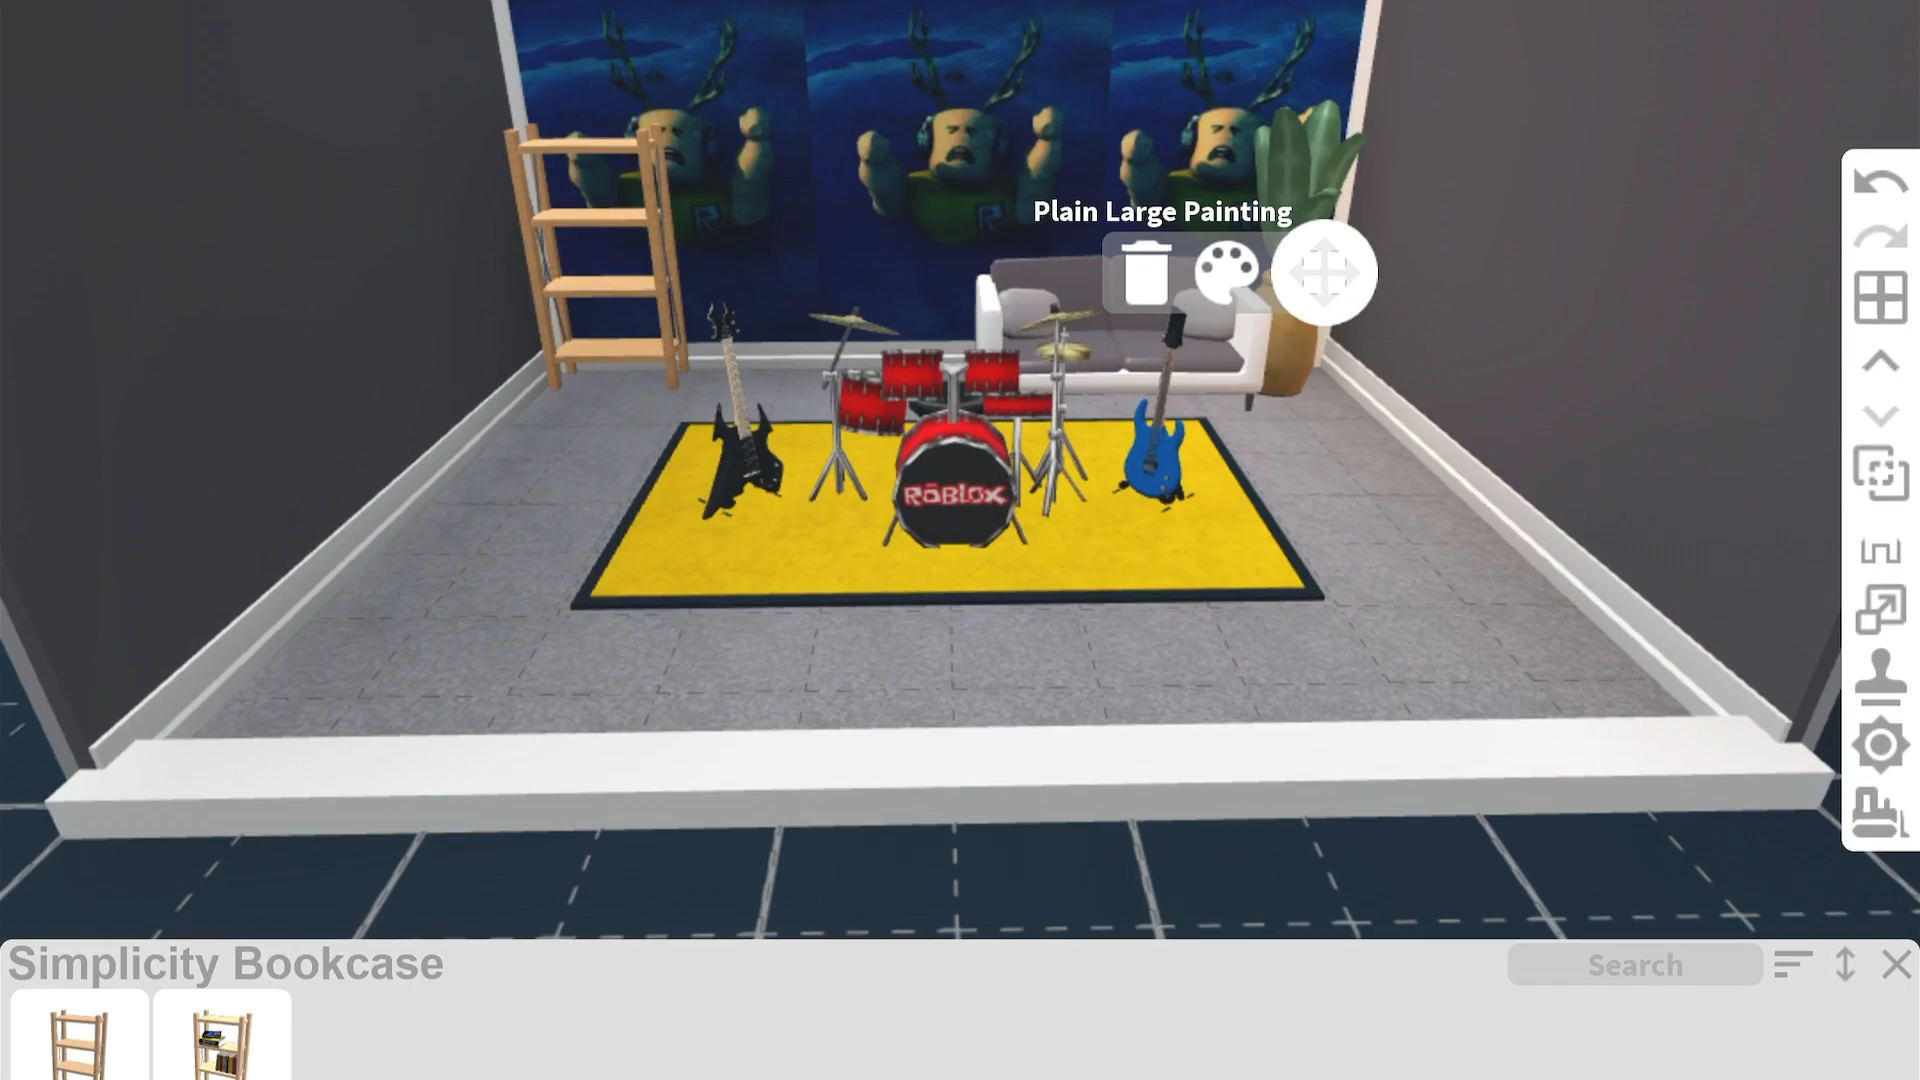 Plain Large Painting
R
R
R
RŌBLOX
Simplicity Bookcase
Search